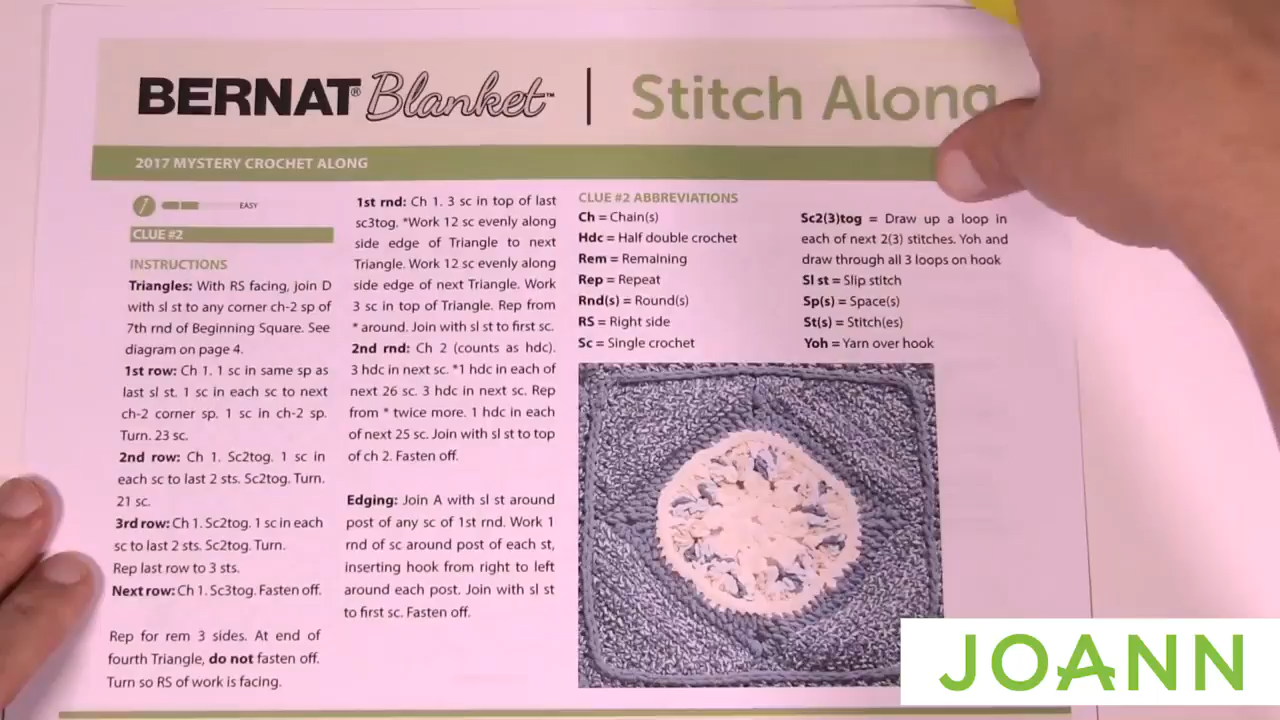 BERNAT® Blanket™ | Stitch Along
2017 MYSTERY CROCHET ALONG
EASY
CLUE #2
INSTRUCTIONS
Triangles: With RS facing, join D
with sl st to any corner ch-2 sp of
7th rnd of Beginning Square. See
diagram on page 4.
1st row: Ch 1. 1 sc in same sp as
last sl st. 1 sc in each sc to next
ch-2 corner sp. 1 sc in ch-2 sp.
Turn. 23 sc.
2nd row: Ch 1. Sc2tog. 1 sc in
each sc to last 2 sts. Sc2tog. Turn.
21 sc.
3rd row: Ch 1. Sc2tog. 1 sc in each
sc to last 2 sts. Sc2tog. Turn.
Rep last row to 3 sts.
Next row: Ch 1. Sc3tog. Fasten off.
Rep for rem 3 sides. At end of
fourth Triangle, do not fasten off.
Turn so RS of work is facing.
1st rnd: Ch 1. 3 sc in top of last
sc3tog. *Work 12 sc evenly along
side edge of Triangle to next
Triangle. Work 12 sc evenly along
side edge of next Triangle. Work
3 sc in top of Triangle. Rep from
* around. Join with sl st to first sc.
2nd rnd: Ch 2 (counts as hdc).
3 hdc in next sc. *1 hdc in each of
next 26 sc. 3 hdc in next sc. Rep
from * twice more. 1 hdc in each
of next 25 sc. Join with sl st to top
of ch 2. Fasten off.
Edging: Join A with sl st around
post of any sc of 1st rnd. Work 1
rnd of sc around post of each st,
inserting hook from right to left
around each post. Join with sl st
to first sc. Fasten off.
CLUE #2 ABBREVIATIONS
Ch = Chain(s)
Hdc = Half double crochet
Rem = Remaining
Rep = Repeat
Rnd(s) = Round(s)
RS = Right side
Sc = Single crochet
Sc2(3)tog = Draw up a loop in
each of next 2(3) stitches. Yoh and
draw through all 3 loops on hook
Sl st = Slip stitch
Sp(s) = Space(s)
St(s) = Stitch(es)
Yoh = Yarn over hook
JOANN